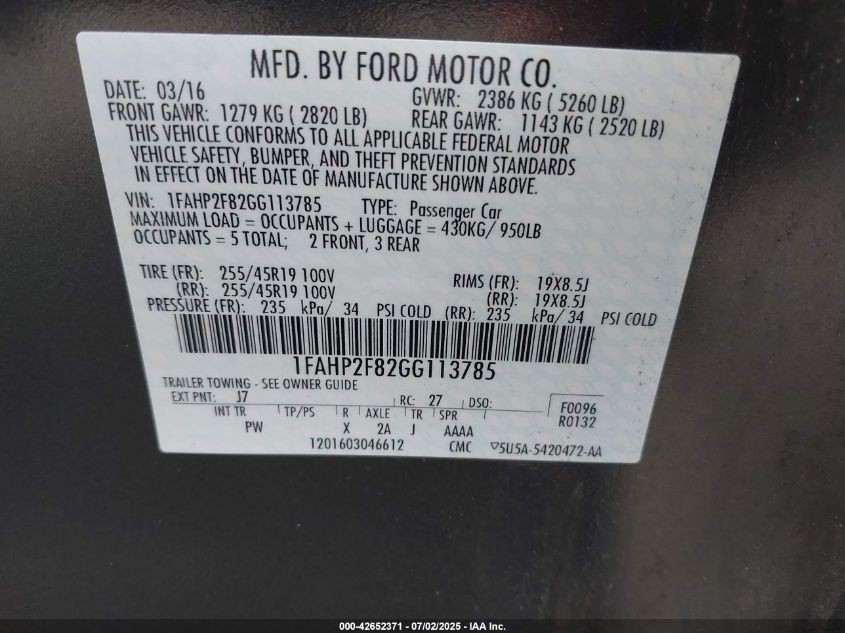 MFD. BY FORD MOTOR CO.
DATE: 03/16 GVWR: 2386 KG ( 5260 LB)
FRONT GAWR: 1279 KG ( 2820 LB) REAR GAWR: 1143 KG ( 2520 LB)
THIS VEHICLE CONFORMS TO ALL APPLICABLE FEDERAL MOTOR
VEHICLE SAFETY, BUMPER, AND THEFT PREVENTION STANDARDS
IN EFFECT ON THE DATE OF MANUFACTURE SHOWN ABOVE.
VIN: 1FAHP2F82GG113785 TYPE: Passenger Car
MAXIMUM LOAD = OCCUPANTS + LUGGAGE = 430KG/ 950LB
OCCUPANTS = 5 TOTAL; 2 FRONT, 3 REAR
TIRE (FR): 255/45R19 100V RIMS (FR): 19X8.5J
(RR): 255/45R19 100V (RR): 19X8.5J
PRESSURE (FR): 235 kPa/ 34 PSI COLD (RR): 235 kPa/ 34 PSI COLD
1FAHP2F82GG113785
TRAILER TOWING - SEE OWNER GUIDE
EXT PNT: J7 RC: 27 DSO: F0096
INT TR TP/PS R AXLE TR SPR R0132
PW X 2A J AAAA
1201603046612 CMC ▽5U5A-5420472-AA
000-42652371 - 07/02/2025 - IAA Inc.